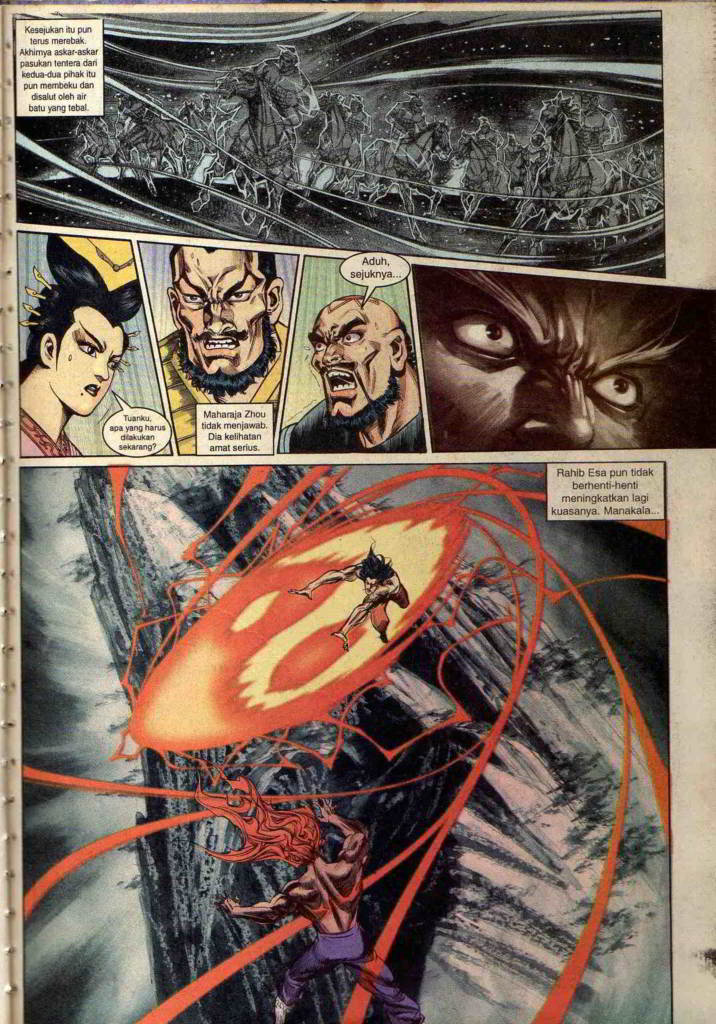 Kesejukan itu pun
terus merebak.
Akhirnya askar-askar
pasukan tentera dari
kedua-dua pihak itu
pun membeku dan
disalut oleh air
batu yang tebal.
Tuanku,
apa yang harus
dilakukan
sekarang?
Maharaja Zhou
tidak menjawab.
Dia kelihatan
amat serius.
Aduh,
sejuknya...
Rahib Esa pun tidak
berhenti-henti
meningkatkan lagi
kuasanya. Manakala...